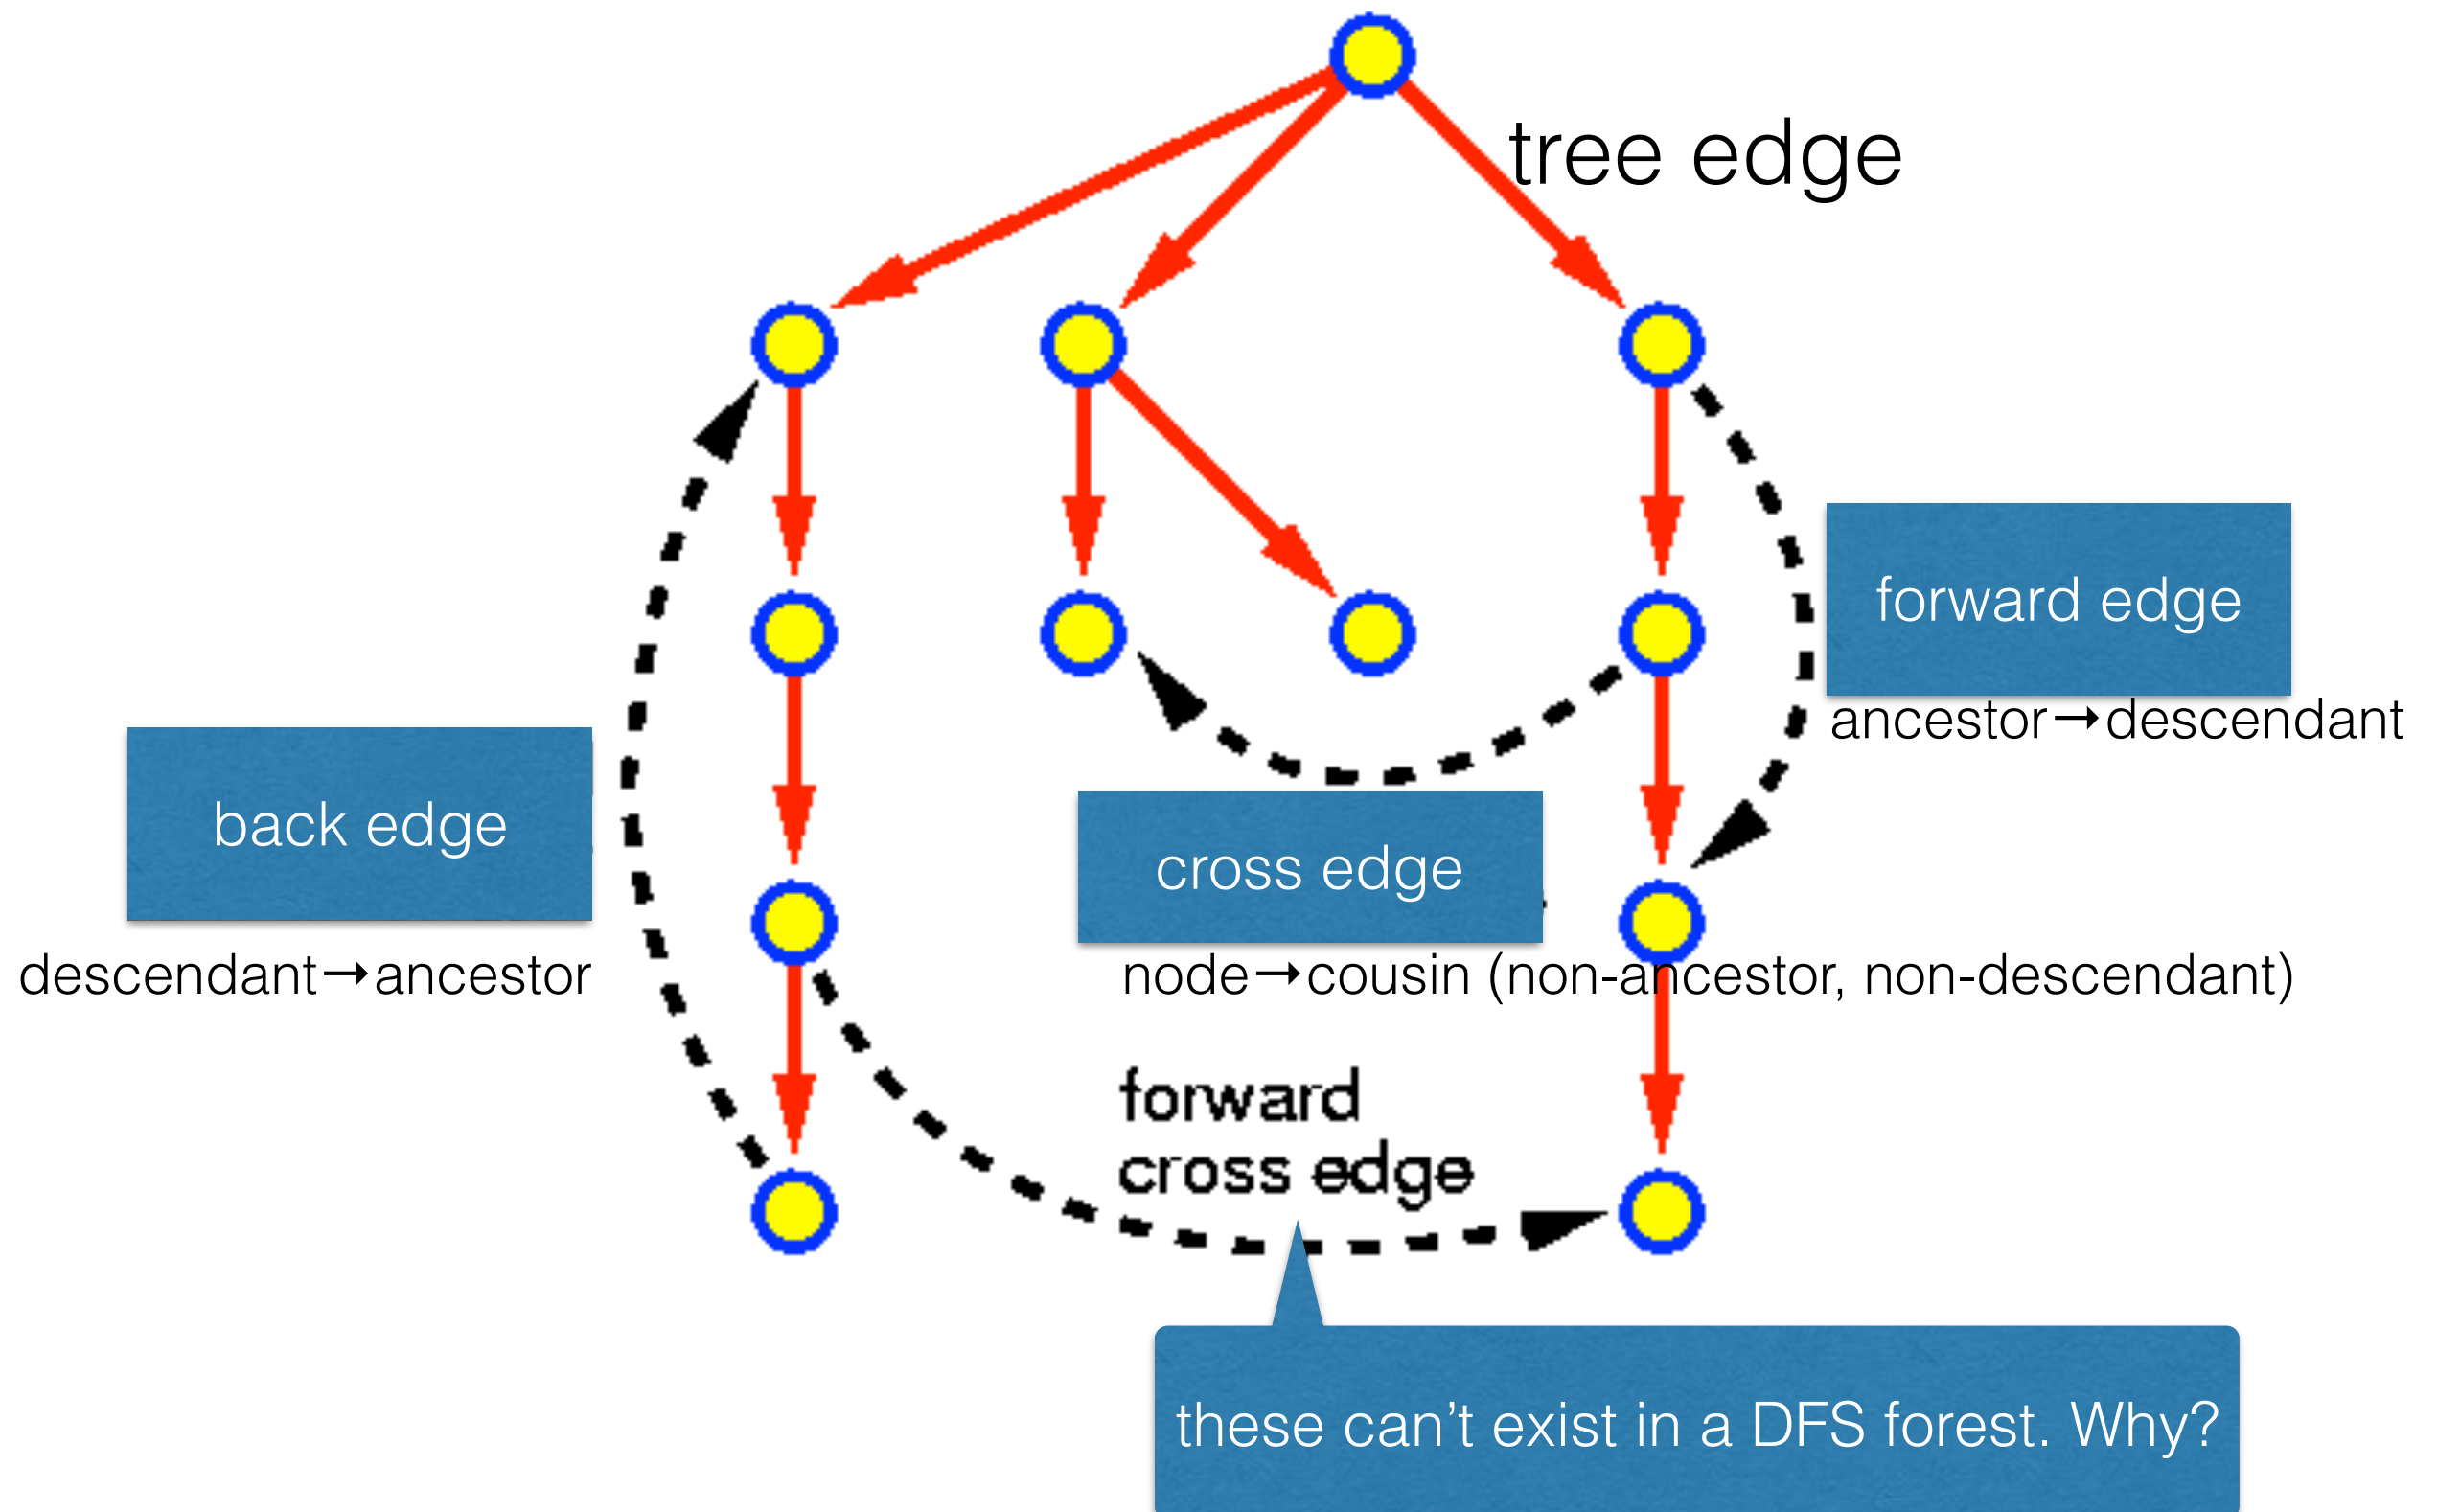 tree edge
forward edge
ancestor→descendant
back edge
descendant→ancestor
cross edge
node→cousin (non-ancestor, non-descendant)
forward
cross edge
these can’t exist in a DFS forest. Why?